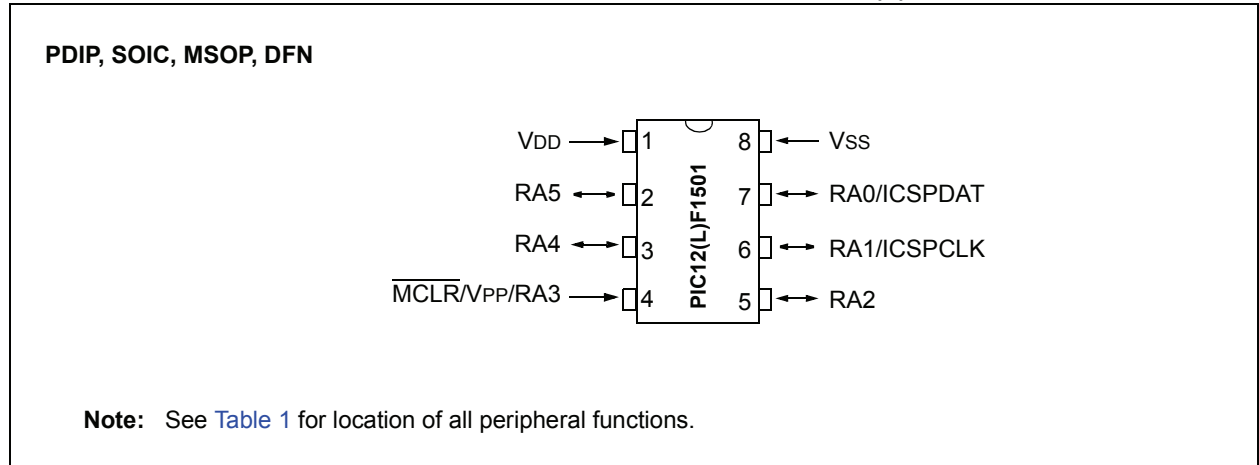 PDIP, SOIC, MSOP, DFN
VDD 1 8 VSS
RA5 2 7 RA0/ICSPDAT
RA4 3 6 RA1/ICSPCLK
MCLR/VPP/RA3 4 5 RA2
PIC12(L)F1501
Note: See Table 1 for location of all peripheral functions.